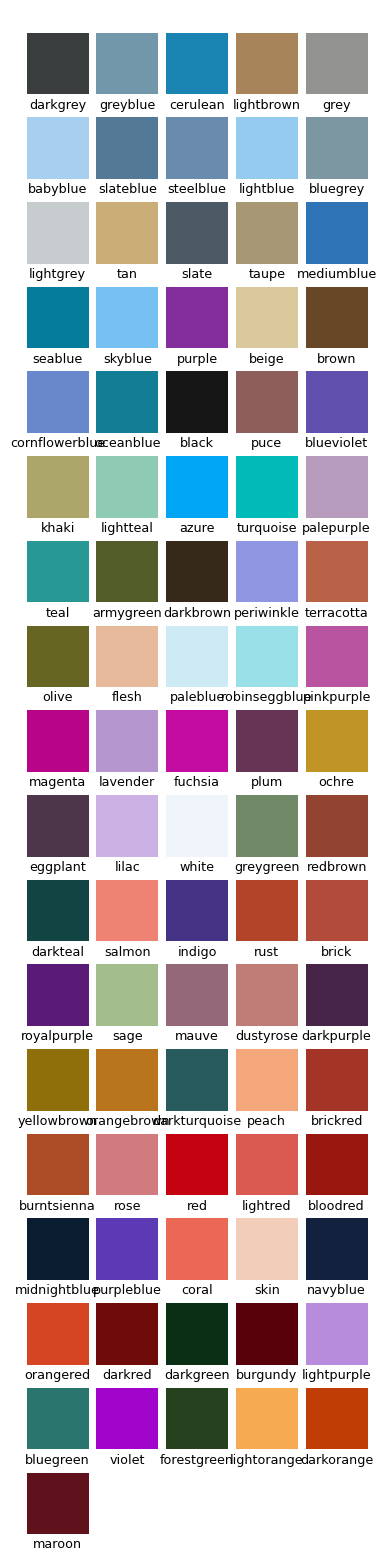 darkgrey greyblue cerulean lightbrown grey
babyblue slateblue steelblue lightblue bluegrey
lightgrey tan slate taupe mediumblue
seablue skyblue purple beige brown
cornflowerblue oceanblue black puce blueviolet
khaki lightteal azure turquoise palepurple
teal armygreen darkbrown periwinkle terracotta
olive flesh paleblue robinseggblue pinkpurple
magenta lavender fuchsia plum ochre
eggplant lilac white greygreen redbrown
darkteal salmon indigo rust brick
royalpurple sage mauve dustyrose darkpurple
yellowbrown orangebrown darkturquoise peach brickred
burntsienna rose red lightred bloodred
midnightblue purpleblue coral skin navyblue
orangered darkred darkgreen burgundy lightpurple
bluegreen violet forestgreen lightorange darkorange
maroon